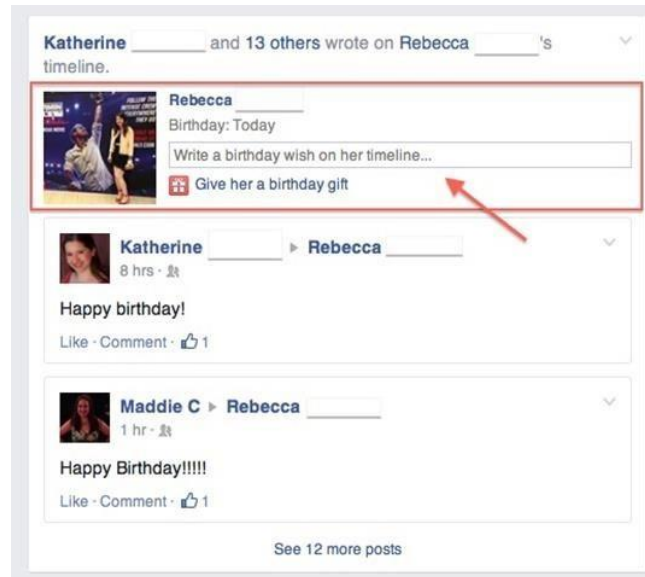 Katherine and 13 others wrote on Rebecca 's
timeline.
Rebecca
Birthday: Today
Write a birthday wish on her timeline...
Give her a birthday gift
Katherine ▸ Rebecca
8 hrs ·
Happy birthday!
Like · Comment · 1
Maddie C ▸ Rebecca
1 hr ·
Happy Birthday!!!!!
Like · Comment · 1
See 12 more posts